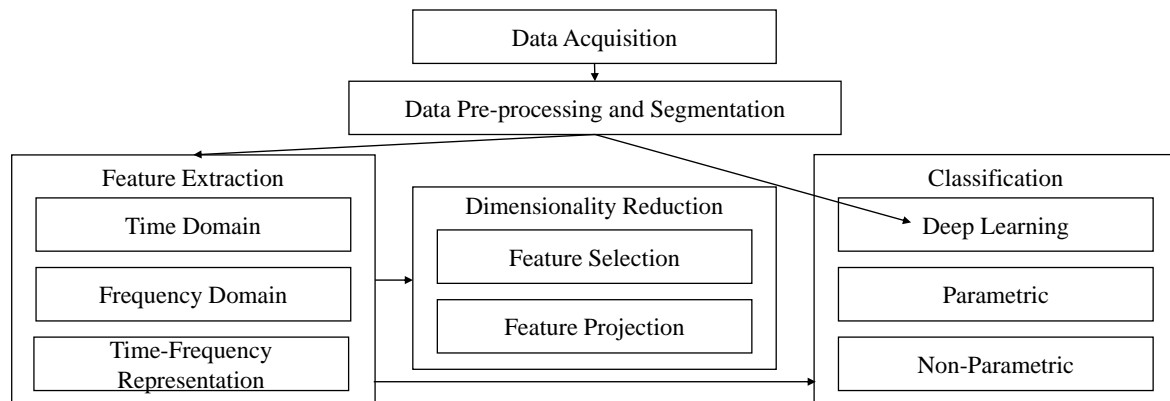 Data Acquisition
Data Pre-processing and Segmentation
Feature Extraction
Time Domain
Frequency Domain
Time-Frequency
Representation
Dimensionality Reduction
Feature Selection
Feature Projection
Classification
Deep Learning
Parametric
Non-Parametric